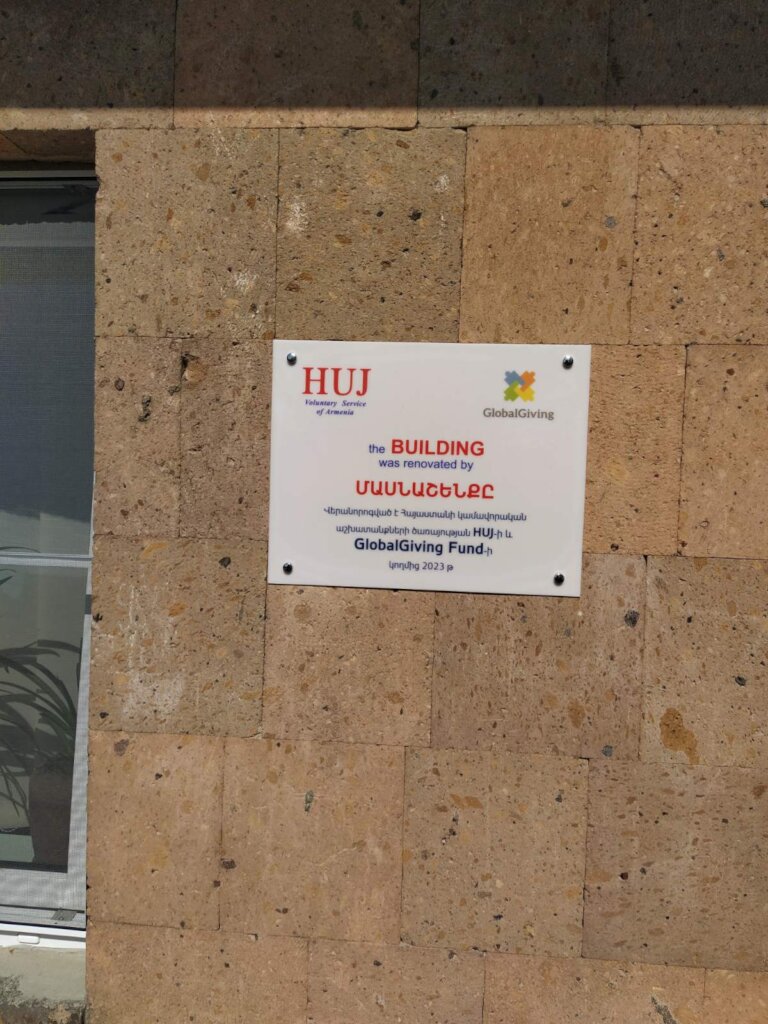 HUJ
Voluntary Service
of Armenia
GlobalGiving
the BUILDING
was renovated by
ՄԱՍՆԱՇԵՆՔԸ
Վերանորոգված է Հայաստանի կամավորական
աշխատանքների ծառայության HUJ-ի և
GlobalGiving Fund-ի
կողմից 2023 թ